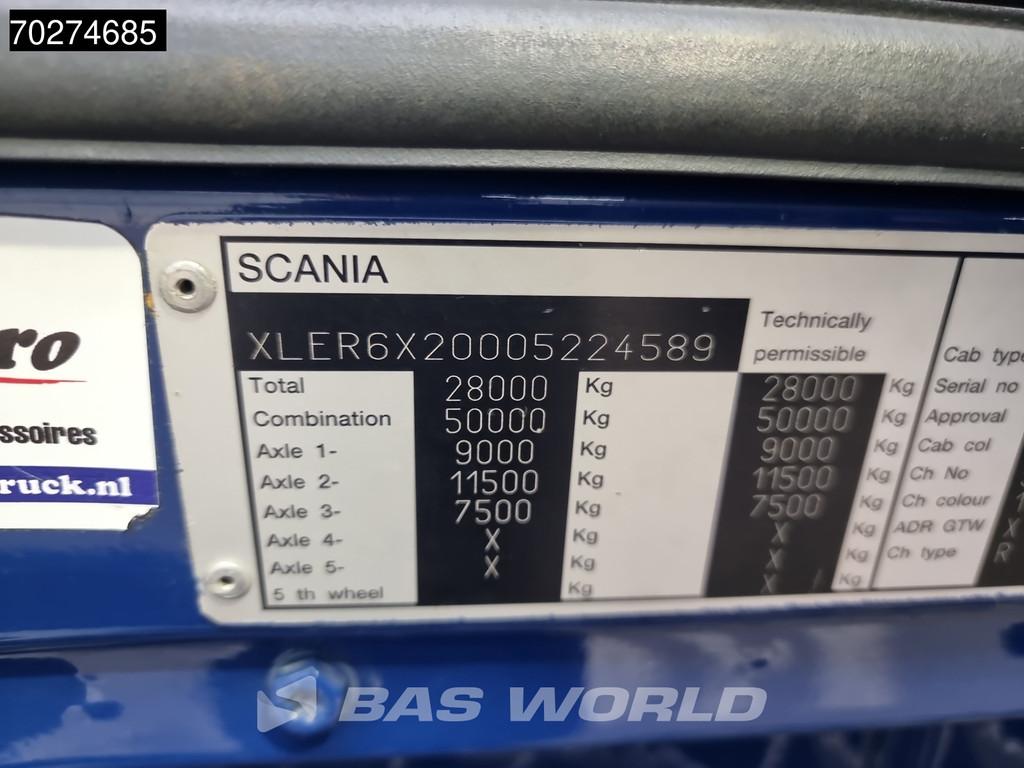 70274685
ro
ssoires
ruck.nl
SCANIA
XLER6X20005224589
Technically
permissible
Total 28000 Kg 28000 Kg
Combination 50000 Kg 50000 Kg
Axle 1- 9000 Kg 9000 Kg
Axle 2- 11500 Kg 11500 Kg
Axle 3- 7500 Kg 7500 Kg
Axle 4- X Kg X Kg
Axle 5- X Kg X Kg
5 th wheel Kg X Kg
Cab type
Serial no
Approval
Cab col
Ch No
Ch colour 1
ADR GTW X
Ch type R
BAS WORLD